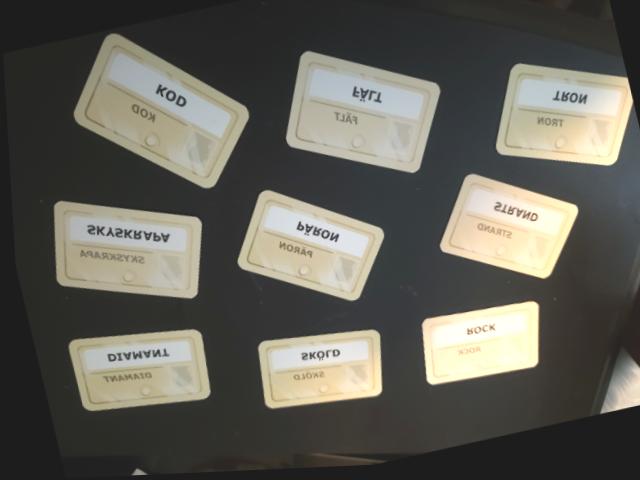 KOD
KOD
FÄLT
FÄLT
TRON
TRON
SKYSKRAPA
SKYSKRAPA
PÄRON
PÄRON
STRAND
STRAND
DIAMANT
DIAMANT
SKÖLD
SKÖLD
ROCK
ROCK